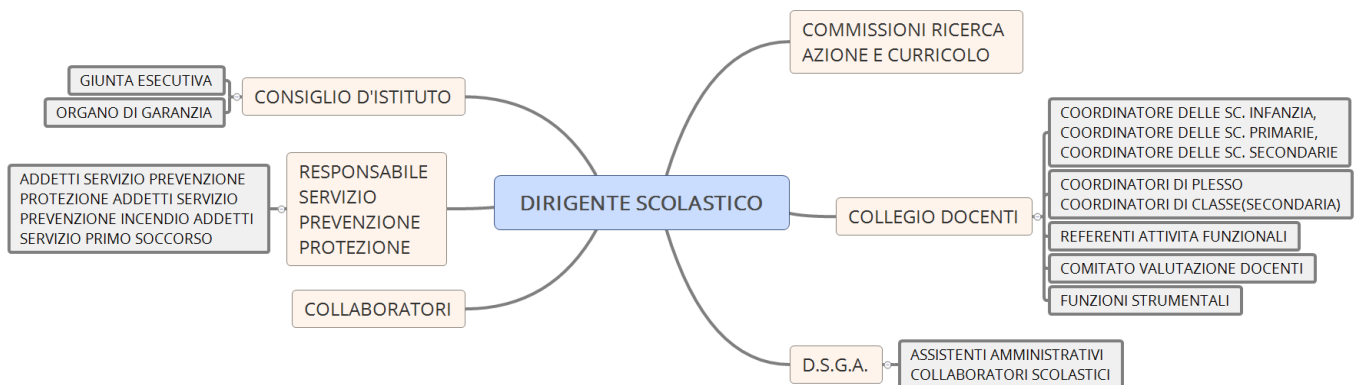 DIRIGENTE SCOLASTICO
CONSIGLIO D'ISTITUTO
GIUNTA ESECUTIVA
ORGANO DI GARANZIA
RESPONSABILE
SERVIZIO
PREVENZIONE
PROTEZIONE
ADDETTI SERVIZIO PREVENZIONE
PROTEZIONE ADDETTI SERVIZIO
PREVENZIONE INCENDIO ADDETTI
SERVIZIO PRIMO SOCCORSO
COLLABORATORI
COMMISSIONI RICERCA
AZIONE E CURRICOLO
COLLEGIO DOCENTI
COORDINATORE DELLE SC. INFANZIA,
COORDINATORE DELLE SC. PRIMARIE,
COORDINATORE DELLE SC. SECONDARIE
COORDINATORI DI PLESSO
COORDINATORI DI CLASSE(SECONDARIA)
REFERENTI ATTIVITA FUNZIONALI
COMITATO VALUTAZIONE DOCENTI
FUNZIONI STRUMENTALI
D.S.G.A.
ASSISTENTI AMMINISTRATIVI
COLLABORATORI SCOLASTICI